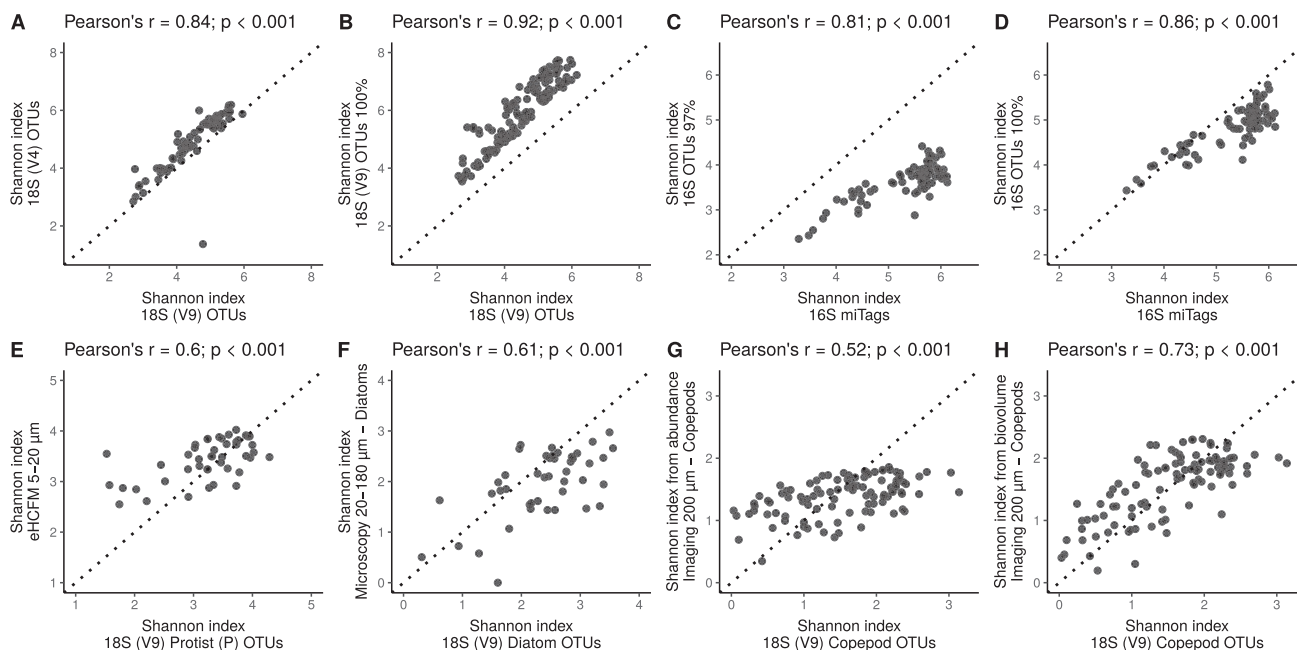 A Pearson's r = 0.84; p < 0.001
Shannon index
18S (V4) OTUs
8
6
4
2
2 4 6 8
Shannon index
18S (V9) OTUs
B Pearson's r = 0.92; p < 0.001
Shannon index
18S (V9) OTUs 100%
8
6
4
2
2 4 6 8
Shannon index
18S (V9) OTUs
C Pearson's r = 0.81; p < 0.001
Shannon index
16S OTUs 97%
6
5
4
3
2
2 3 4 5 6
Shannon index
16S miTags
D Pearson's r = 0.86; p < 0.001
Shannon index
16S OTUs 100%
6
5
4
3
2
2 3 4 5 6
Shannon index
16S miTags
E Pearson's r = 0.6; p < 0.001
Shannon index
eHCFM 5−20 µm
5
4
3
2
1
1 2 3 4 5
Shannon index
18S (V9) Protist (P) OTUs
F Pearson's r = 0.61; p < 0.001
Shannon index
Microscopy 20−180 µm − Diatoms
4
3
2
1
0
0 1 2 3 4
Shannon index
18S (V9) Diatom OTUs
G Pearson's r = 0.52; p < 0.001
Shannon index from abundance
Imaging 200 µm − Copepods
3
2
1
0
0 1 2 3
Shannon index
18S (V9) Copepod OTUs
H Pearson's r = 0.73; p < 0.001
Shannon index from biovolume
Imaging 200 µm − Copepods
3
2
1
0
0 1 2 3
Shannon index
18S (V9) Copepod OTUs